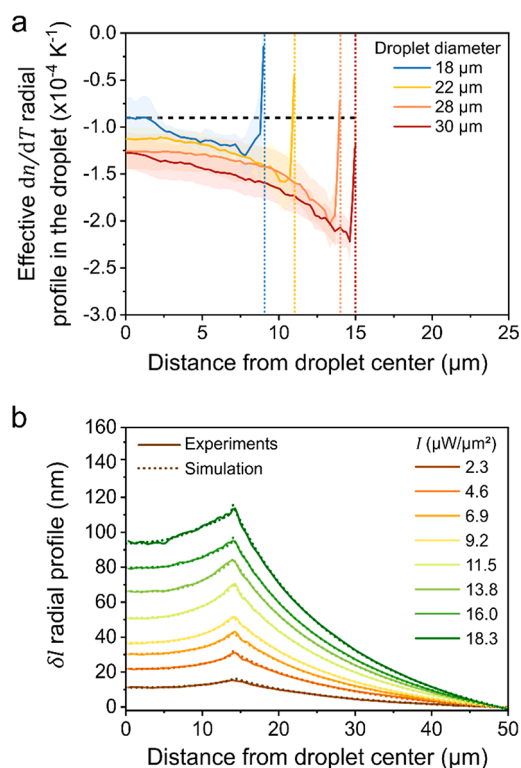 a
Effective dn/dT radial
profile in the droplet (x10⁻⁴ K⁻¹)
0.0
-0.5
-1.0
-1.5
-2.0
-2.5
-3.0
Droplet diameter
18 µm
22 µm
28 µm
30 µm
0 5 10 15 20 25
Distance from droplet center (µm)
b
δl radial profile (nm)
160
140
120
100
80
60
40
20
0
Experiments
Simulation
I (µW/µm²)
2.3
4.6
6.9
9.2
11.5
13.8
16.0
18.3
0 10 20 30 40 50
Distance from droplet center (µm)